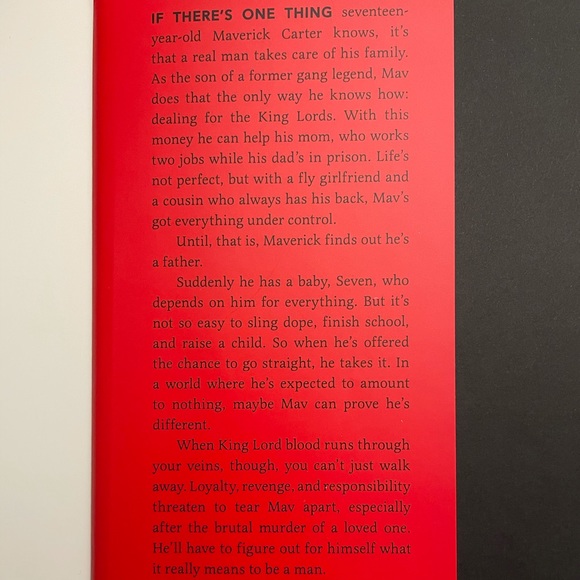 IF THERE'S ONE THING seventeen-
year-old Maverick Carter knows, it's
that a real man takes care of his family.
As the son of a former gang legend, Mav
does that the only way he knows how:
dealing for the King Lords. With this
money he can help his mom, who works
two jobs while his dad's in prison. Life's
not perfect, but with a fly girlfriend and
a cousin who always has his back, Mav's
got everything under control.
Until, that is, Maverick finds out he's
a father.
Suddenly he has a baby, Seven, who
depends on him for everything. But it's
not so easy to sling dope, finish school,
and raise a child. So when he's offered
the chance to go straight, he takes it. In
a world where he's expected to amount
to nothing, maybe Mav can prove he's
different.
When King Lord blood runs through
your veins, though, you can't just walk
away. Loyalty, revenge, and responsibility
threaten to tear Mav apart, especially
after the brutal murder of a loved one.
He'll have to figure out for himself what
it really means to be a man.